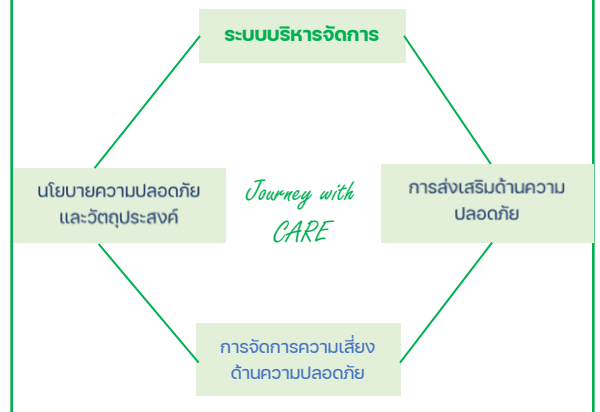 ระบบบริหารจัดการ
นโยบายความปลอดภัย
และวัตถุประสงค์
Journey with
CARE
การส่งเสริมด้านความ
ปลอดภัย
การจัดการความเสี่ยง
ด้านความปลอดภัย